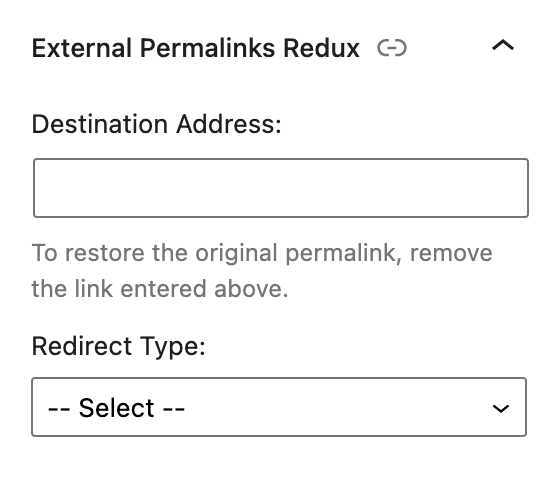 External Permalinks Redux
Destination Address:
To restore the original permalink, remove
the link entered above.
Redirect Type:
-- Select --